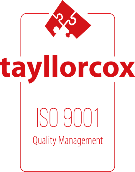 tayllorcox
ISO 9001
Quality Management